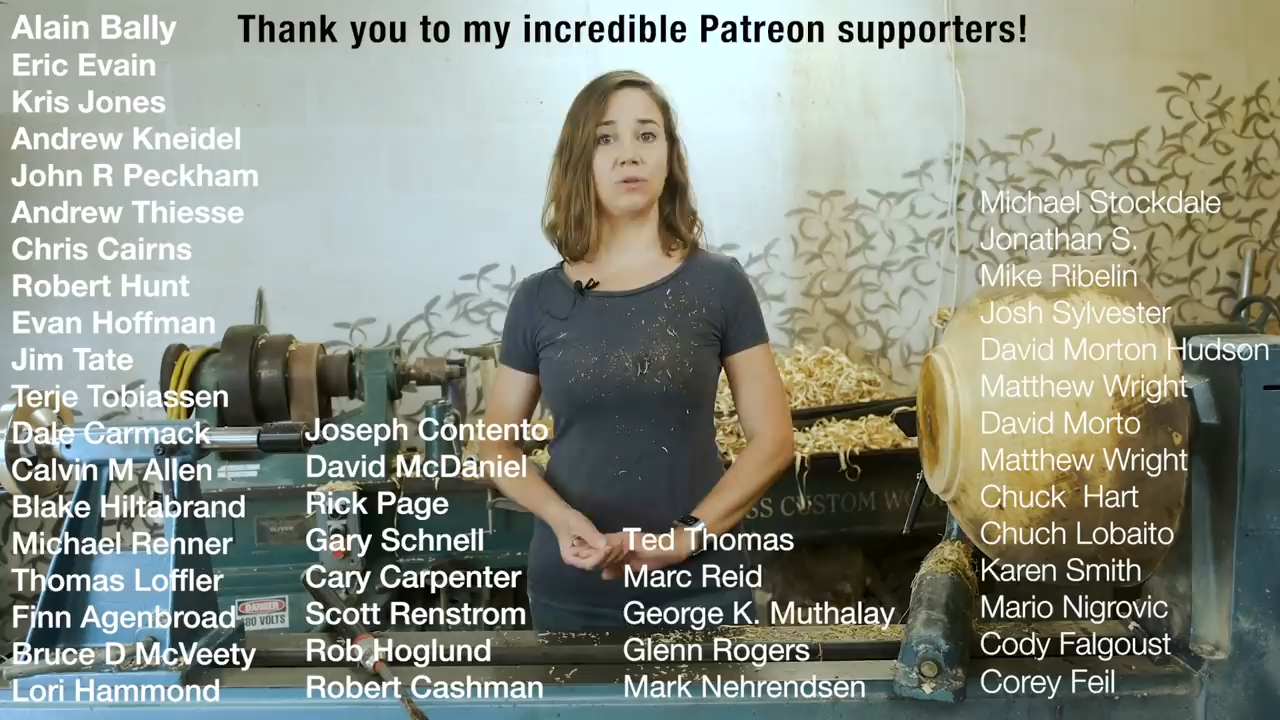 Thank you to my incredible Patreon supporters!
Alain Bally
Eric Evain
Kris Jones
Andrew Kneidel
John R Peckham
Andrew Thiesse
Chris Cairns
Robert Hunt
Evan Hoffman
Jim Tate
Terje Tobiassen
Dale Carmack
Calvin M Allen
Blake Hiltabrand
Michael Renner
Thomas Loffler
Finn Agenbroad
Bruce D McVeety
Lori Hammond
Joseph Contento
David McDaniel
Rick Page
Gary Schnell
Cary Carpenter
Scott Renstrom
Rob Hoglund
Robert Cashman
Ted Thomas
Marc Reid
George K. Muthalay
Glenn Rogers
Mark Nehrendsen
Michael Stockdale
Jonathan S.
Mike Ribelin
Josh Sylvester
David Morton Hudson
Matthew Wright
David Morto
Matthew Wright
Chuck  Hart
Chuch Lobaito
Karen Smith
Mario Nigrovic
Cody Falgoust
Corey Feil
DANGER
480 VOLTS
CUSTOM